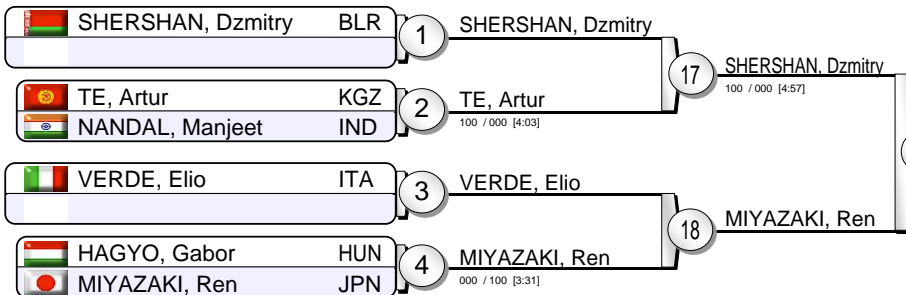 SHERSHAN, Dzmitry BLR
1
SHERSHAN, Dzmitry
17
SHERSHAN, Dzmitry
100 / 000 [4:57]
TE, Artur KGZ
NANDAL, Manjeet IND
2
TE, Artur
100 / 000 [4:03]
VERDE, Elio ITA
3
VERDE, Elio
18
MIYAZAKI, Ren
HAGYO, Gabor HUN
MIYAZAKI, Ren JPN
4
MIYAZAKI, Ren
000 / 100 [3:31]